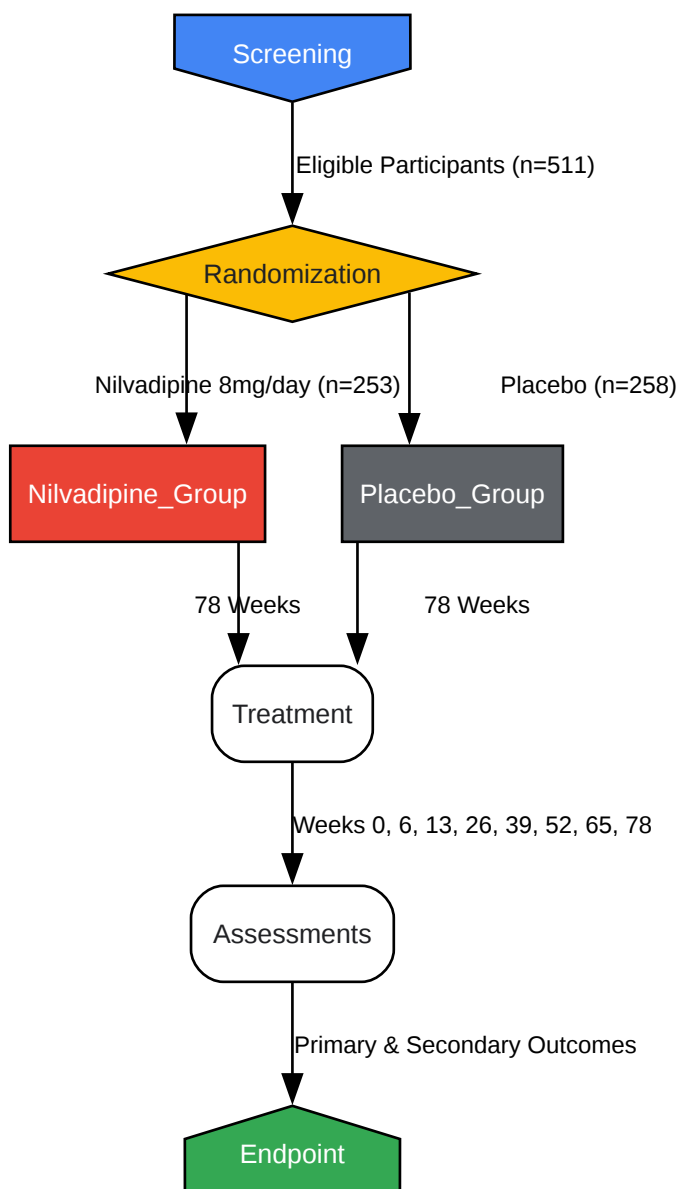 Screening
Eligible Participants (n=511)
Randomization
Nilvadipine 8mg/day (n=253)
Placebo (n=258)
Nilvadipine_Group
Placebo_Group
78 Weeks
78 Weeks
Treatment
Weeks 0, 6, 13, 26, 39, 52, 65, 78
Assessments
Primary & Secondary Outcomes
Endpoint